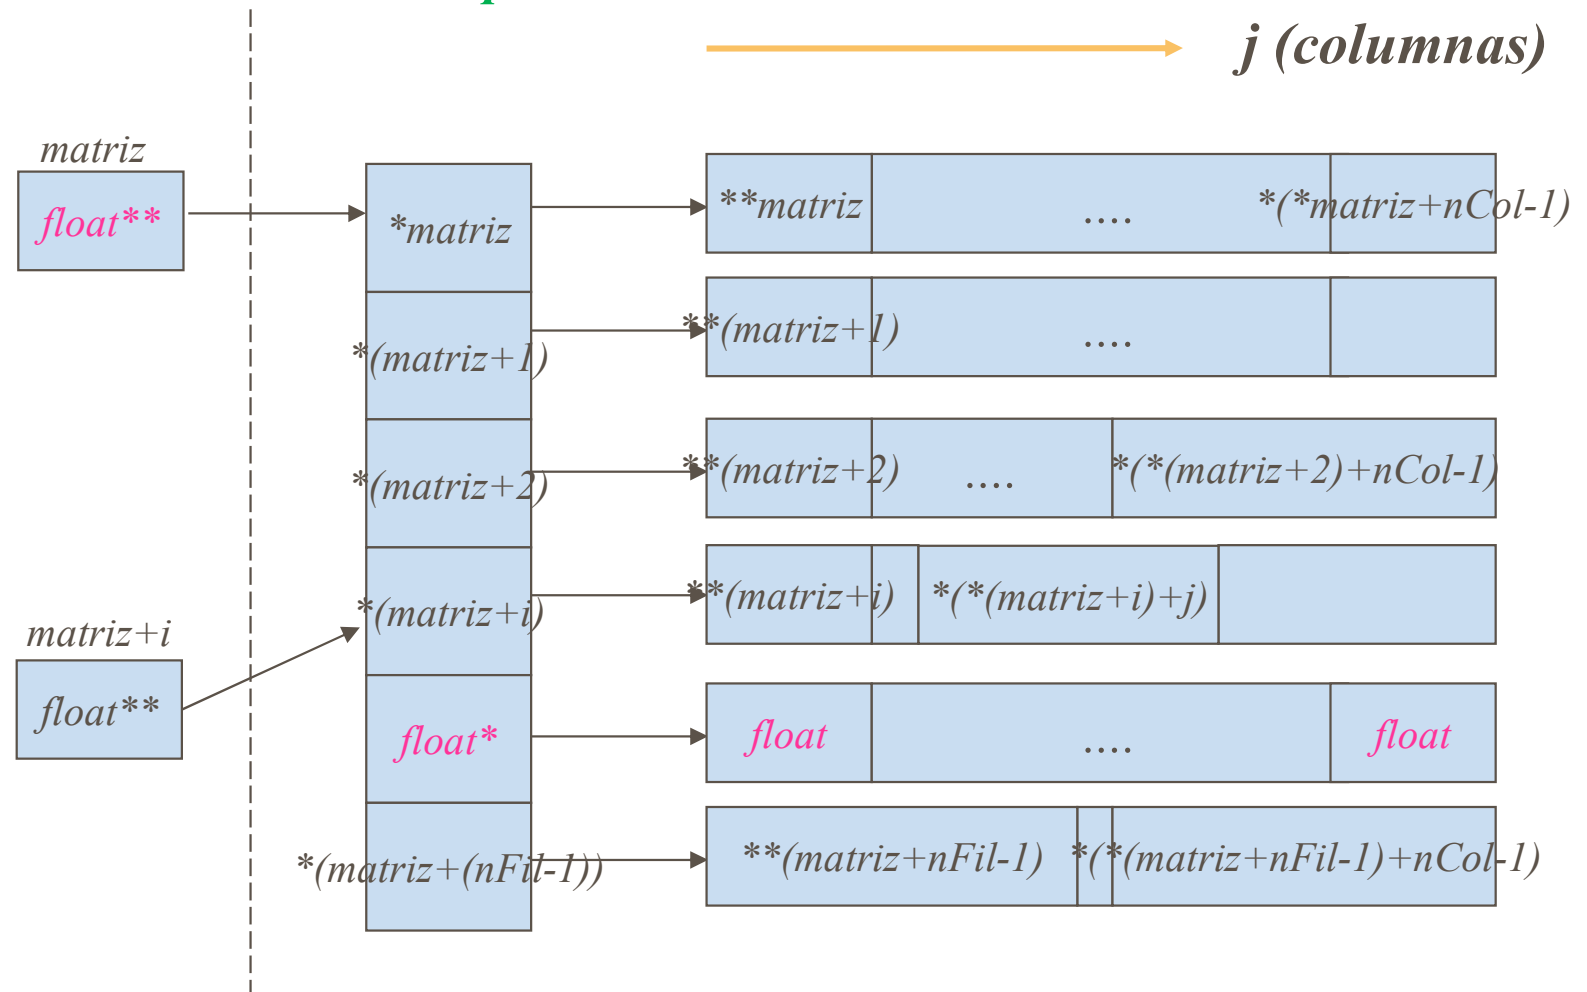 j (columnas)
matriz
float**
*matriz
**matriz
....
*(*matriz+nCol-1)
*(matriz+1)
**(matriz+1)
....
*(matriz+2)
**(matriz+2)
....
*(*(matriz+2)+nCol-1)
matriz+i
float**
*(matriz+i)
**(matriz+i)
*(*(matriz+i)+j)
float*
float
....
float
*(matriz+(nFil-1))
**(matriz+nFil-1)
*(*(matriz+nFil-1)+nCol-1)